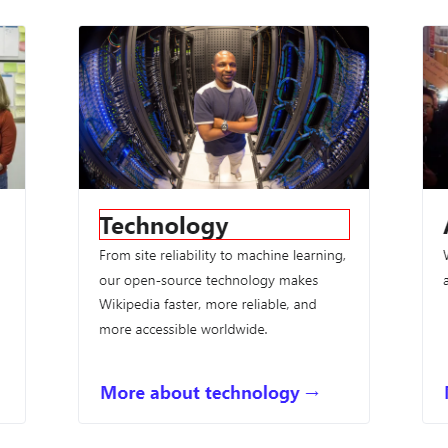 Technology
From site reliability to machine learning,
our open-source technology makes
Wikipedia faster, more reliable, and
more accessible worldwide.
More about technology →